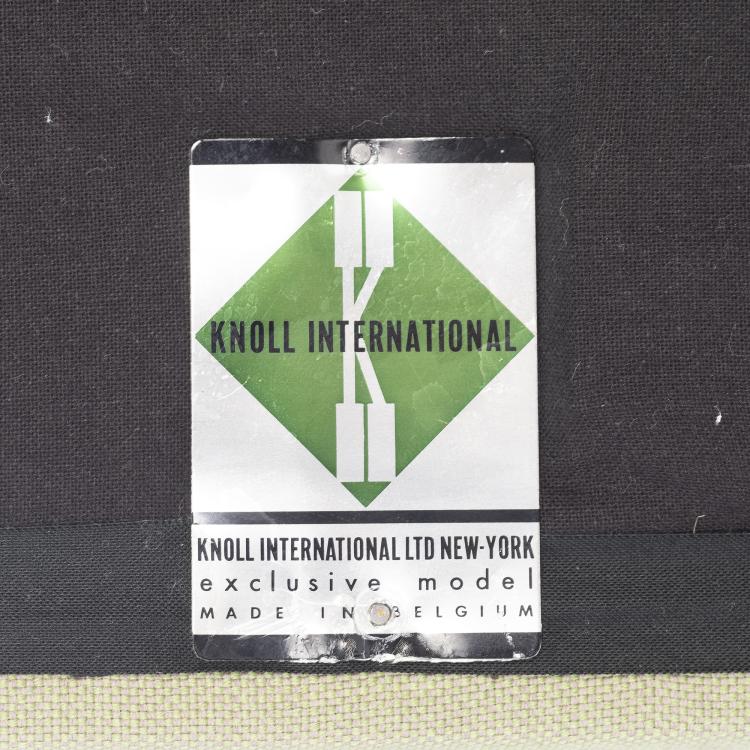 K
KNOLL INTERNATIONAL
KNOLL INTERNATIONAL LTD NEW-YORK
exclusive model
MADE IN BELGIUM